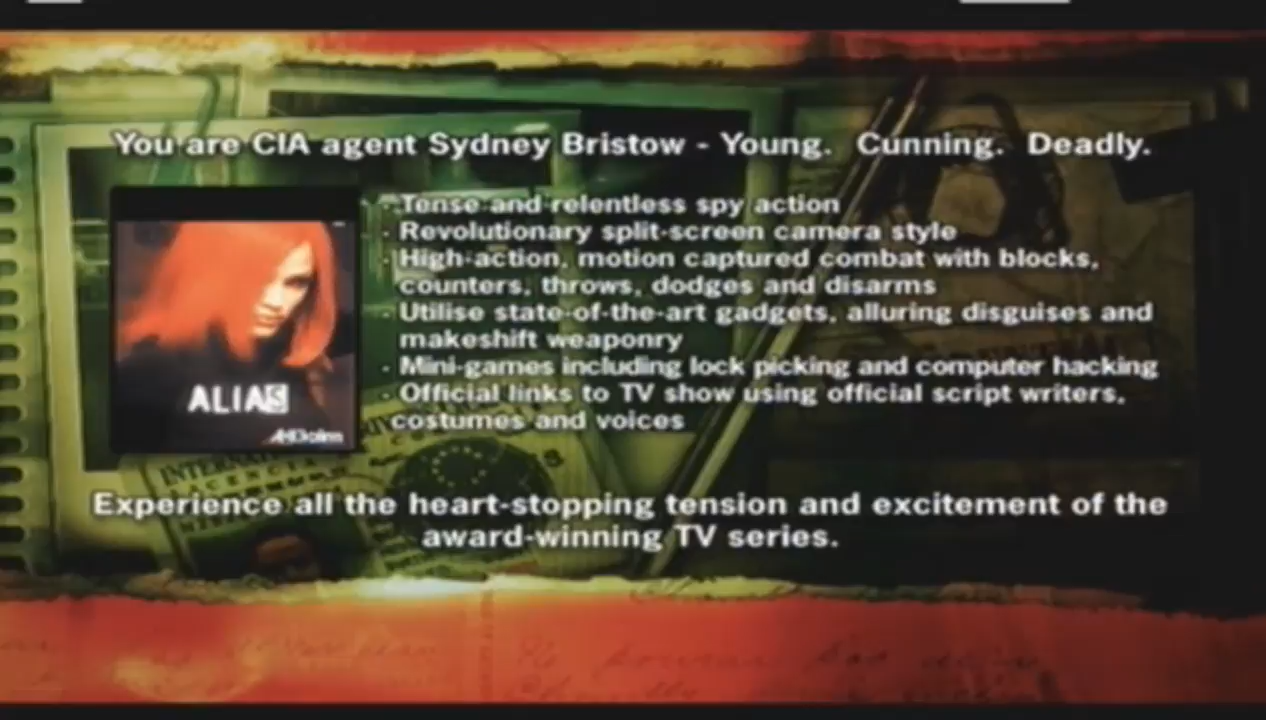 You are CIA agent Sydney Bristow - Young. Cunning. Deadly.
· Tense and relentless spy action
· Revolutionary split-screen camera style
· High-action, motion captured combat with blocks,
counters, throws, dodges and disarms
· Utilise state-of-the-art gadgets, alluring disguises and
makeshift weaponry
· Mini-games including lock picking and computer hacking
· Official links to TV show using official script writers,
costumes and voices
ALIAS
AKklaim
Experience all the heart-stopping tension and excitement of the
award-winning TV series.